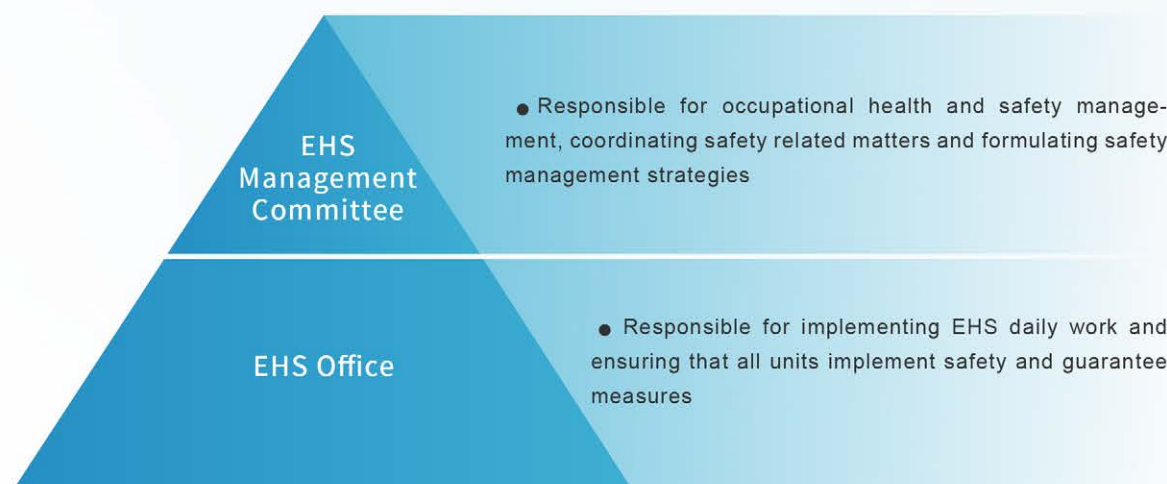 EHS
Management
Committee
● Responsible for occupational health and safety manage-
ment, coordinating safety related matters and formulating safety
management strategies
EHS Office
● Responsible for implementing EHS daily work and
ensuring that all units implement safety and guarantee
measures